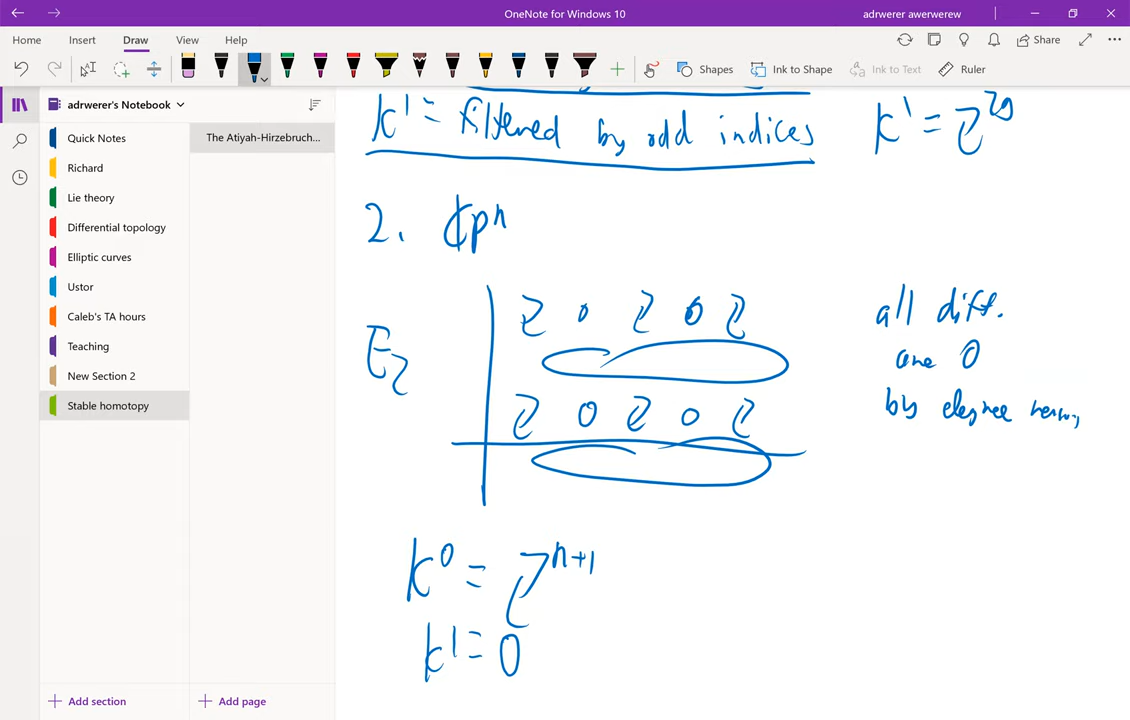 OneNote for Windows 10
adrwerer awerwerew
Home Insert Draw View Help
Shapes Ink to Shape Ink to Text Ruler Share
adrwerer's Notebook
Quick Notes
Richard
Lie theory
Differential topology
Elliptic curves
Ustor
Caleb's TA hours
Teaching
New Section 2
Stable homotopy
Add section
The Atiyah-Hirzebruch...
Add page
K¹ = filtered by odd indices
K¹ = ℤ²ᵍ
2. ℂPⁿ
E₂
ℤ 0 ℤ 0 ℤ
ℤ 0 ℤ 0 ℤ
all diff.
are 0
by degree
K⁰ = ℤⁿ⁺¹
K¹ = 0